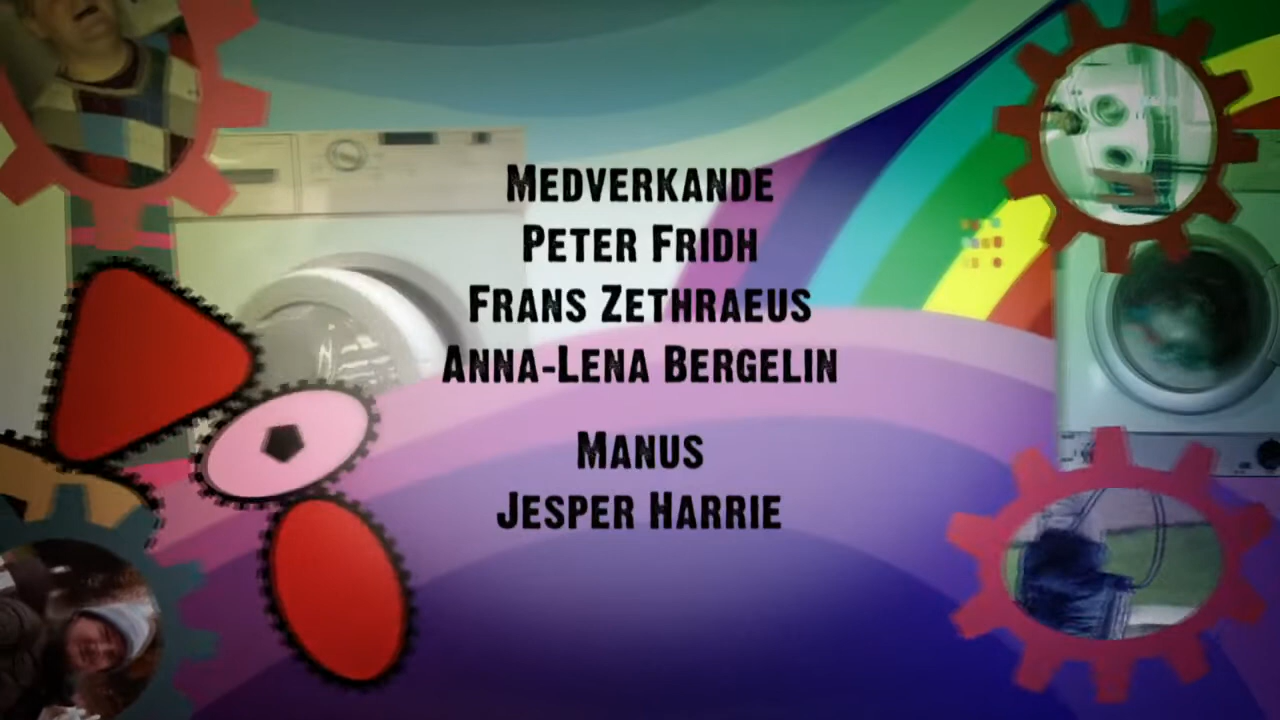 Medverkande
Peter Fridh
Frans Zethraeus
Anna-Lena Bergelin
Manus
Jesper Harrie